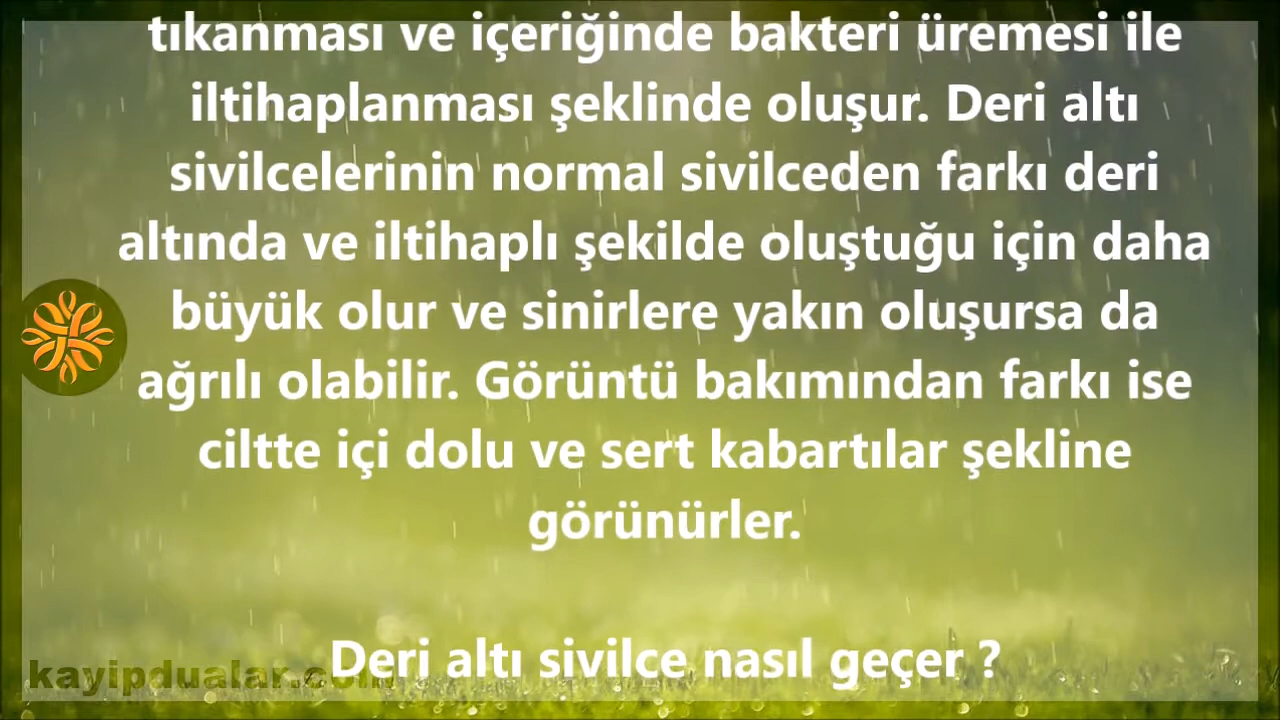 tıkanması ve içeriğinde bakteri üremesi ile
iltihaplanması şeklinde oluşur. Deri altı
sivilcelerinin normal sivilceden farkı deri
altında ve iltihaplı şekilde oluştuğu için daha
büyük olur ve sinirlere yakın oluşursa da
ağrılı olabilir. Görüntü bakımından farkı ise
ciltte içi dolu ve sert kabartılar şekline
görünürler.
Deri altı sivilce nasıl geçer ?
kayipdualar.com